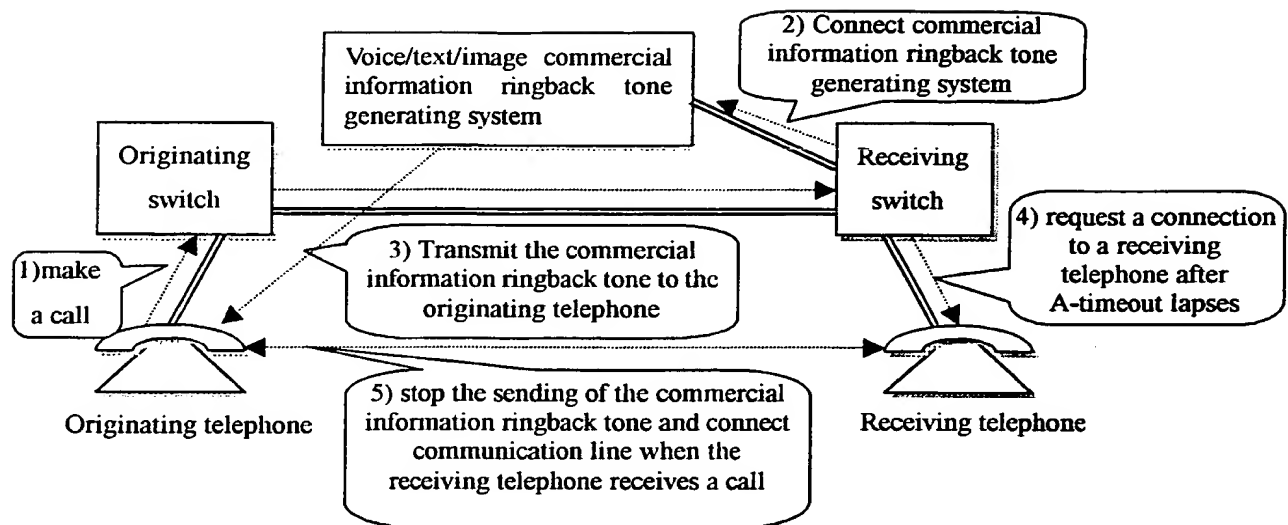 2) Connect commercial
information ringback tone
generating system
Voice/text/image commercial
information ringback tone
generating system
Originating
switch
Receiving
switch
1)make
a call
3) Transmit the commercial
information ringback tone to the
originating telephone
4) request a connection
to a receiving
telephone after
A-timeout lapses
5) stop the sending of the commercial
information ringback tone and connect
communication line when the
receiving telephone receives a call
Originating telephone
Receiving telephone